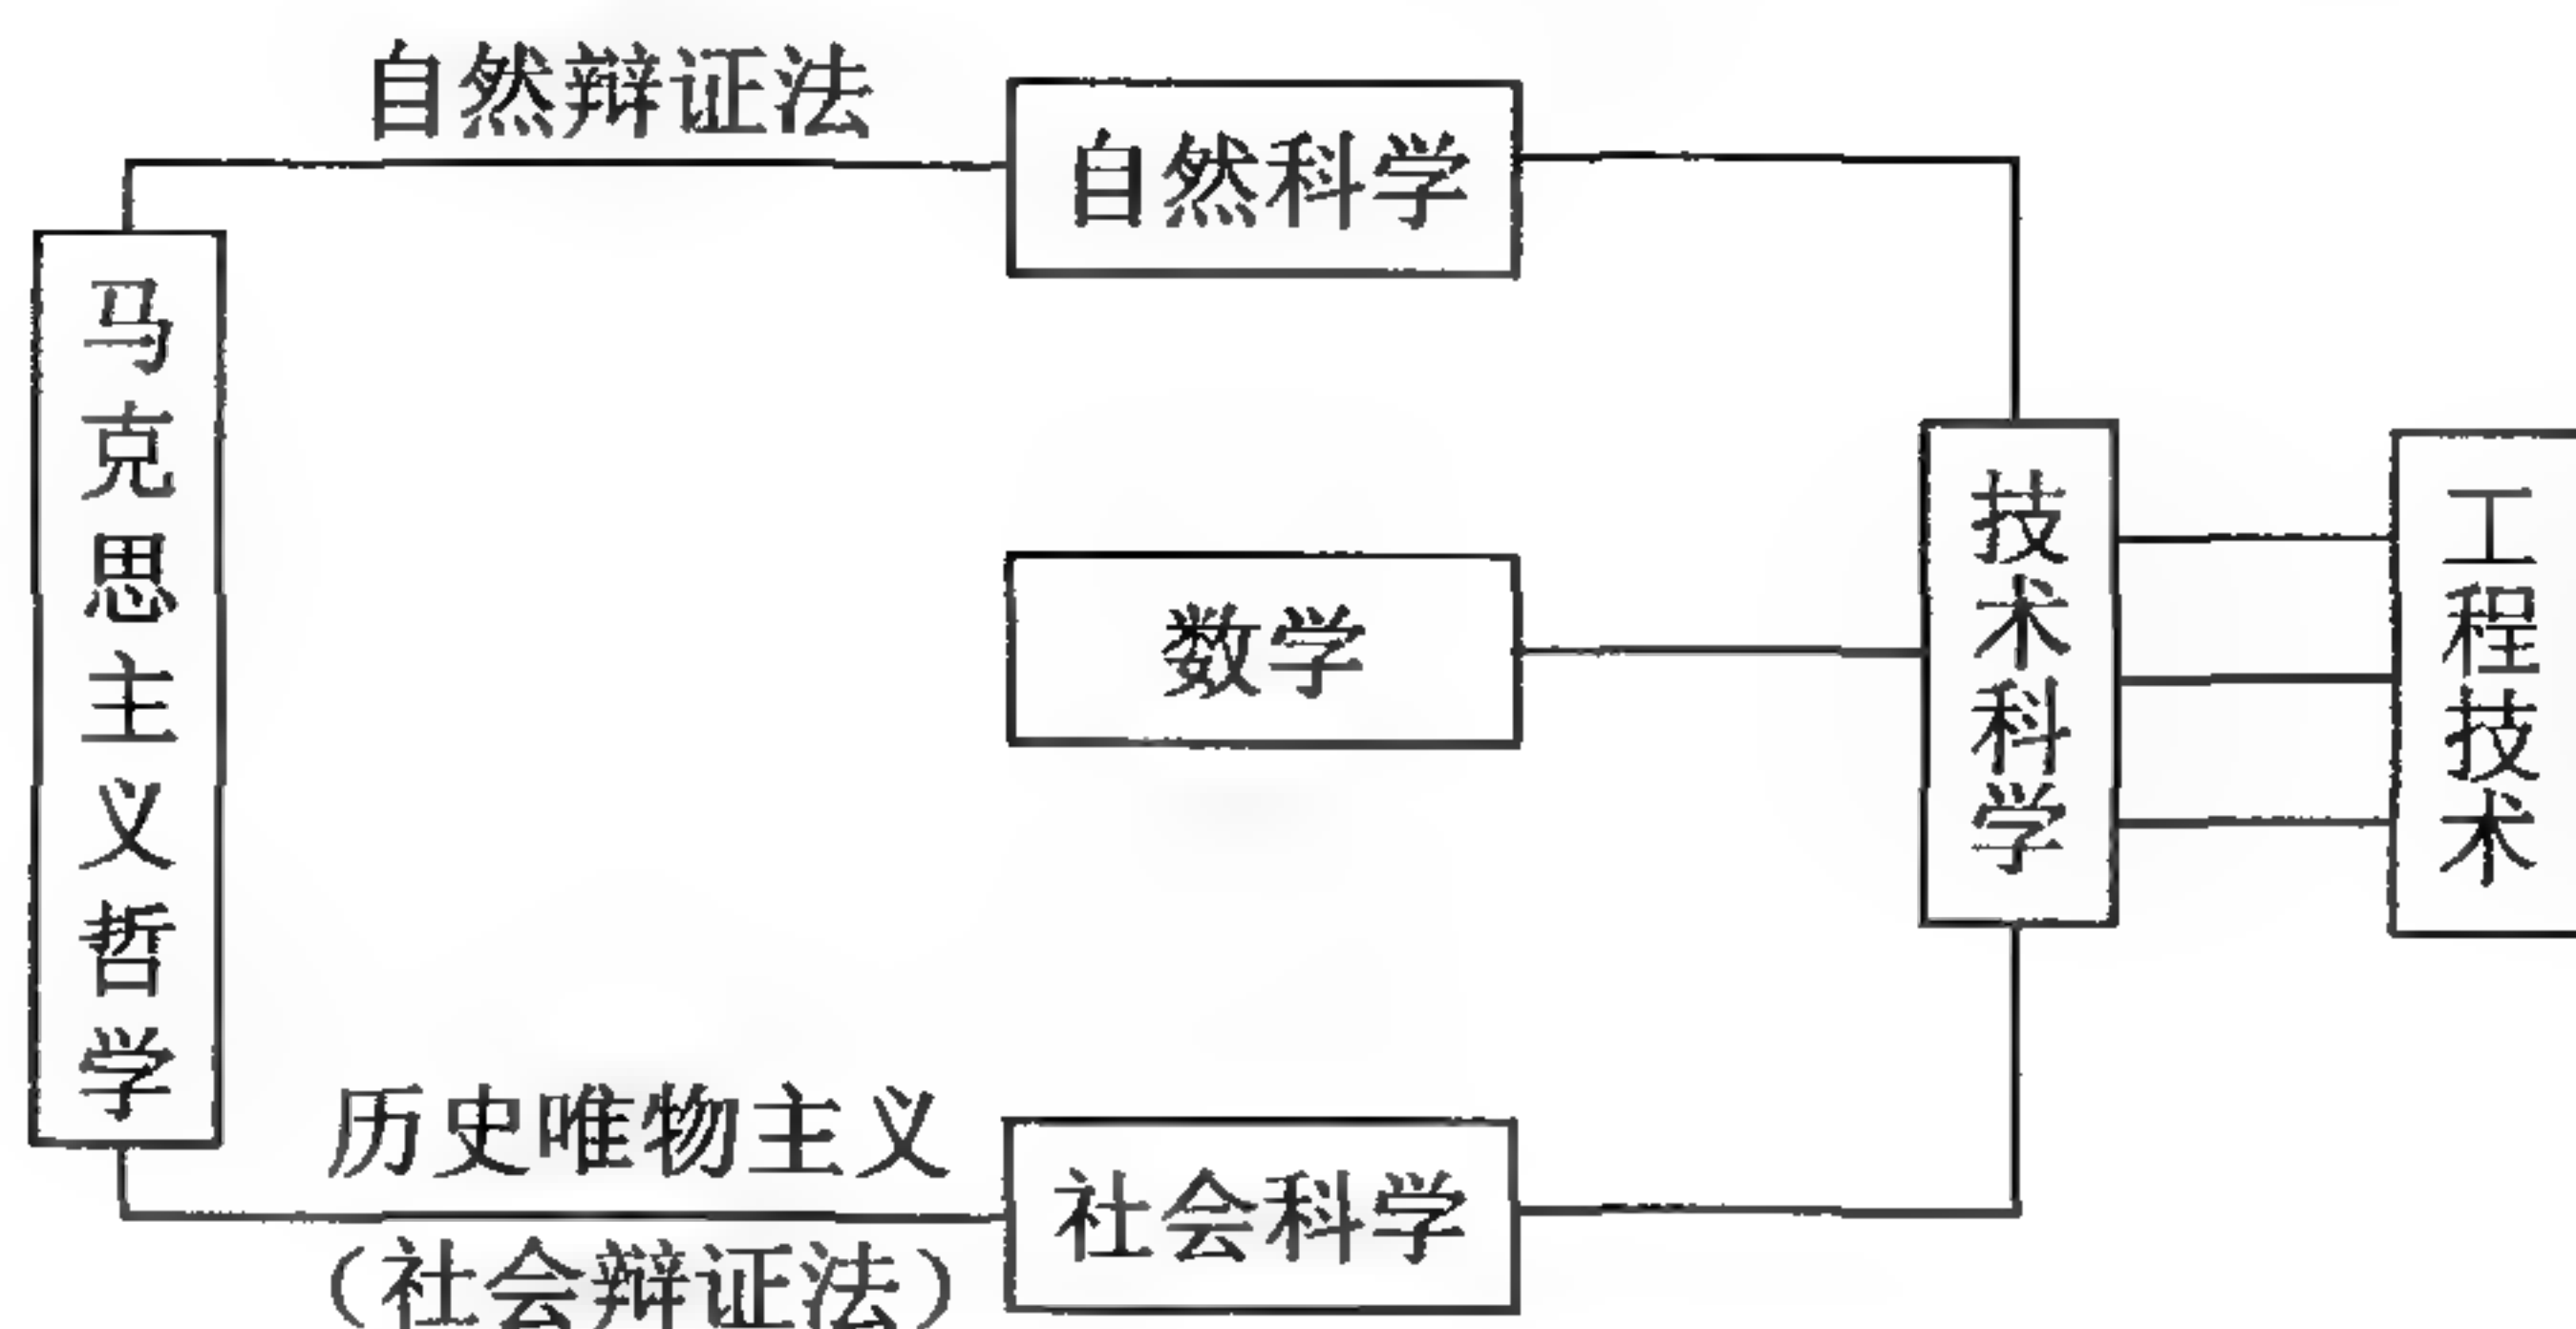 自然辩证法
自然科学
马克思主义哲学
数学
技术科学
工程技术
历史唯物主义
社会科学
（社会辩证法）